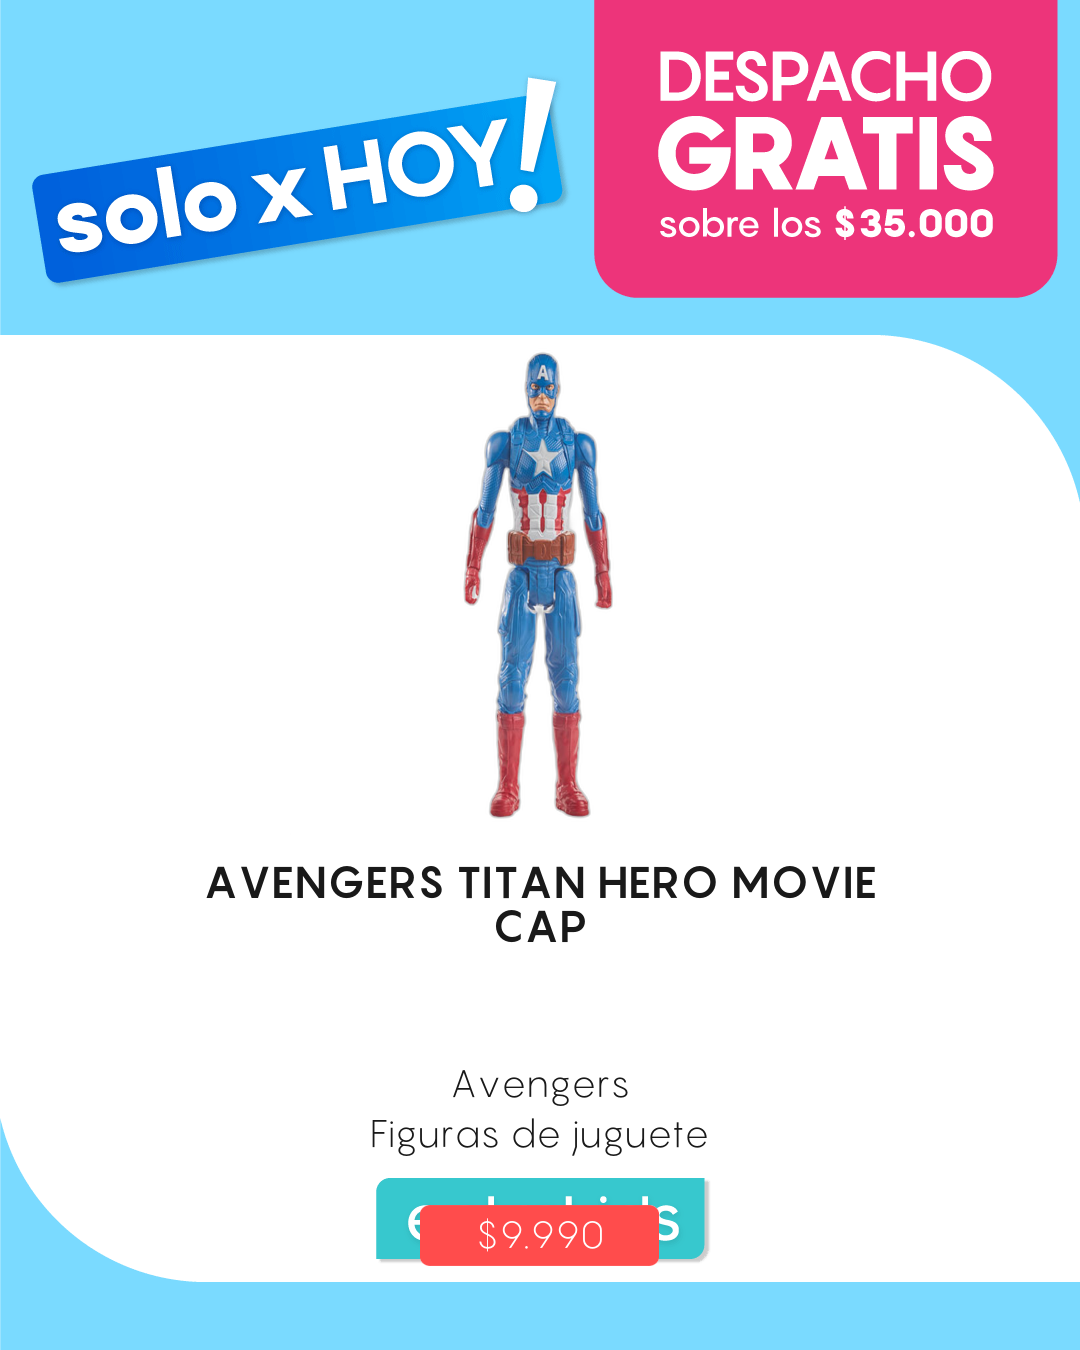 solo x HOY!
DESPACHO
GRATIS
sobre los $35.000
A
AVENGERS TITAN HERO MOVIE
CAP
Avengers
Figuras de juguete
$9.990